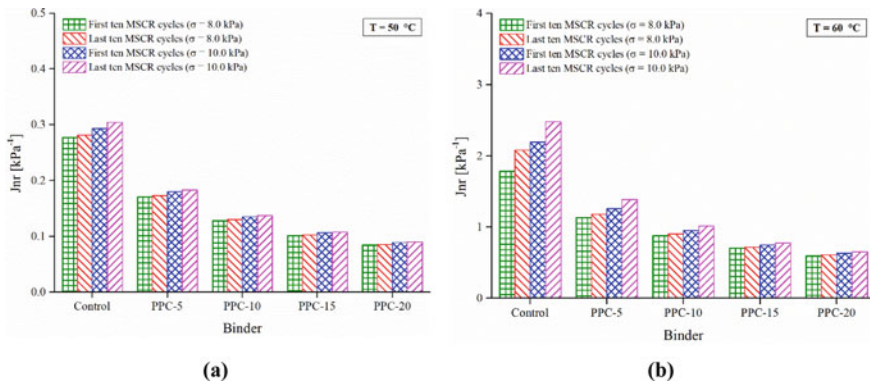 First ten MSCR cycles (σ = 8.0 kPa)
Last ten MSCR cycles (σ = 8.0 kPa)
First ten MSCR cycles (σ = 10.0 kPa)
Last ten MSCR cycles (σ = 10.0 kPa)
T = 50 °C
0.5
0.4
0.3
0.2
0.1
0.0
Jnr [kPa⁻¹]
Control PPC-5 PPC-10 PPC-15 PPC-20
Binder
(a)
First ten MSCR cycles (σ = 8.0 kPa)
Last ten MSCR cycles (σ = 8.0 kPa)
First ten MSCR cycles (σ = 10.0 kPa)
Last ten MSCR cycles (σ = 10.0 kPa)
T = 60 °C
4
3
2
1
0
Jnr [kPa⁻¹]
Control PPC-5 PPC-10 PPC-15 PPC-20
Binder
(b)